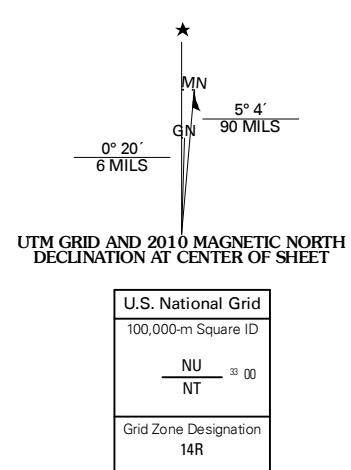 ★
MN
GN
5° 4´
90 MILS
0° 20´
6 MILS
UTM GRID AND 2010 MAGNETIC NORTH
DECLINATION AT CENTER OF SHEET
U.S. National Grid
100,000-m Square ID
NU
33 00
NT
Grid Zone Designation
14R